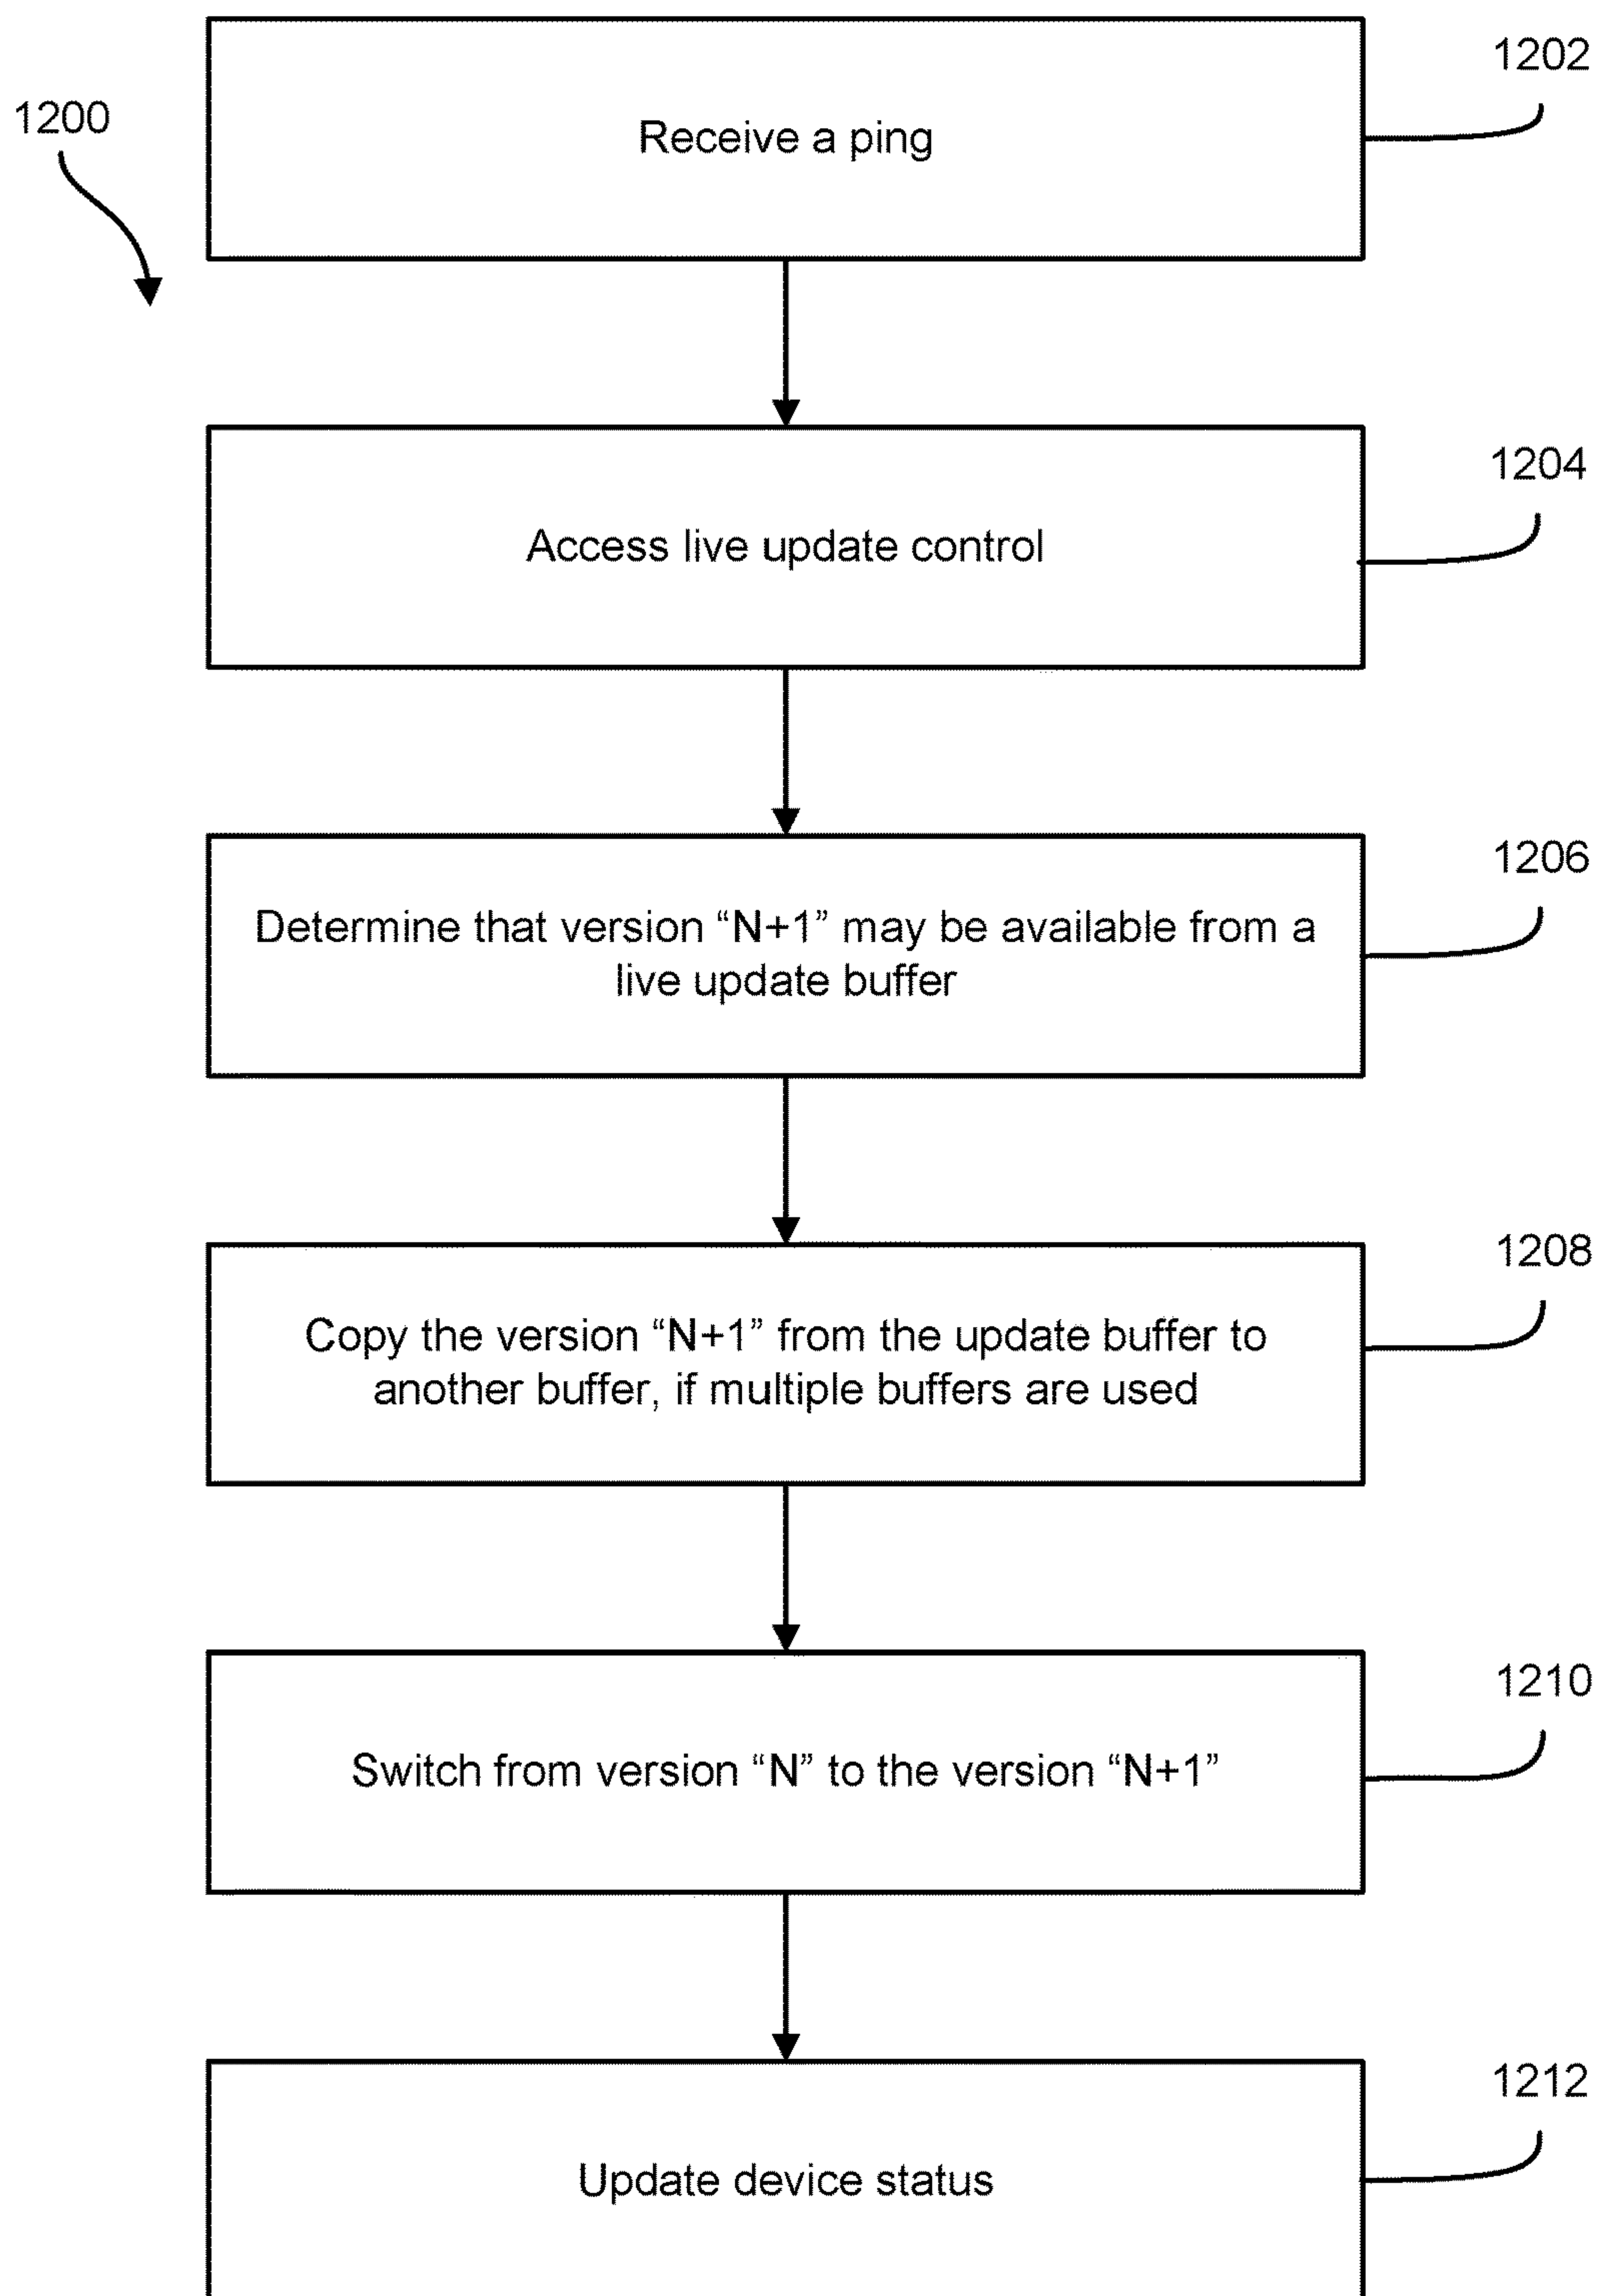 1202
1200
Receive a ping
1204
Access live update control
1206
Determine that version “N+1” may be available from a
live update buffer
1208
Copy the version “N+1” from the update buffer to
another buffer, if multiple buffers are used
1210
Switch from version “N” to the version “N+1”
1212
Update device status